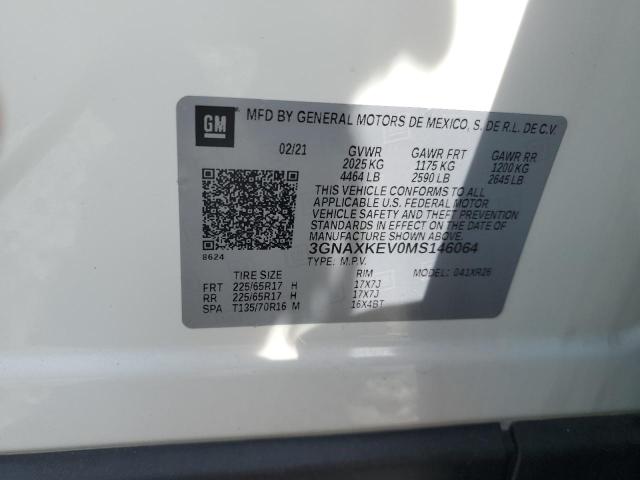 GM
MFD BY GENERAL MOTORS DE MEXICO, S. DE R.L. DE C.V.
02/21 GVWR GAWR FRT GAWR RR
2025 KG 1175 KG 1200 KG
4464 LB 2590 LB 2645 LB
THIS VEHICLE CONFORMS TO ALL
APPLICABLE U.S. FEDERAL MOTOR
VEHICLE SAFETY AND THEFT PREVENTION
STANDARDS IN EFFECT ON THE DATE OF
MANUFACTURE SHOWN ABOVE.
3GNAXKEV0MS146064
8624
TYPE: M.P.V. MODEL: 041XR26
TIRE SIZE RIM
FRT 225/65R17 H 17X7J
RR 225/65R17 H 17X7J
SPA T135/70R16 M 16X4BT